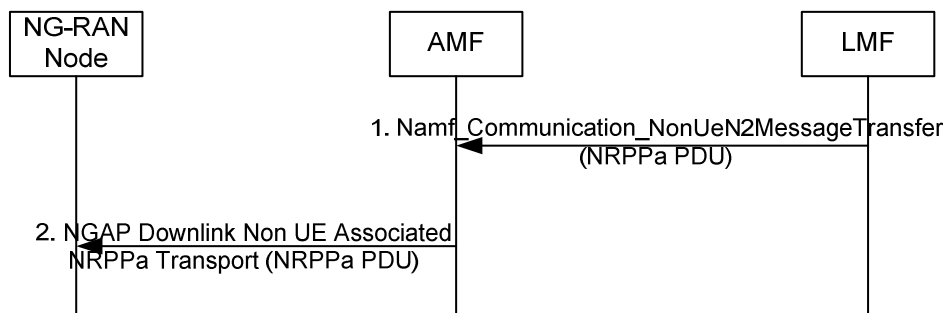 NG-RAN
Node
AMF
LMF
1. Namf_Communication_NonUeN2MessageTransfer
(NRPPa PDU)
2. NGAP Downlink Non UE Associated
NRPPa Transport (NRPPa PDU)